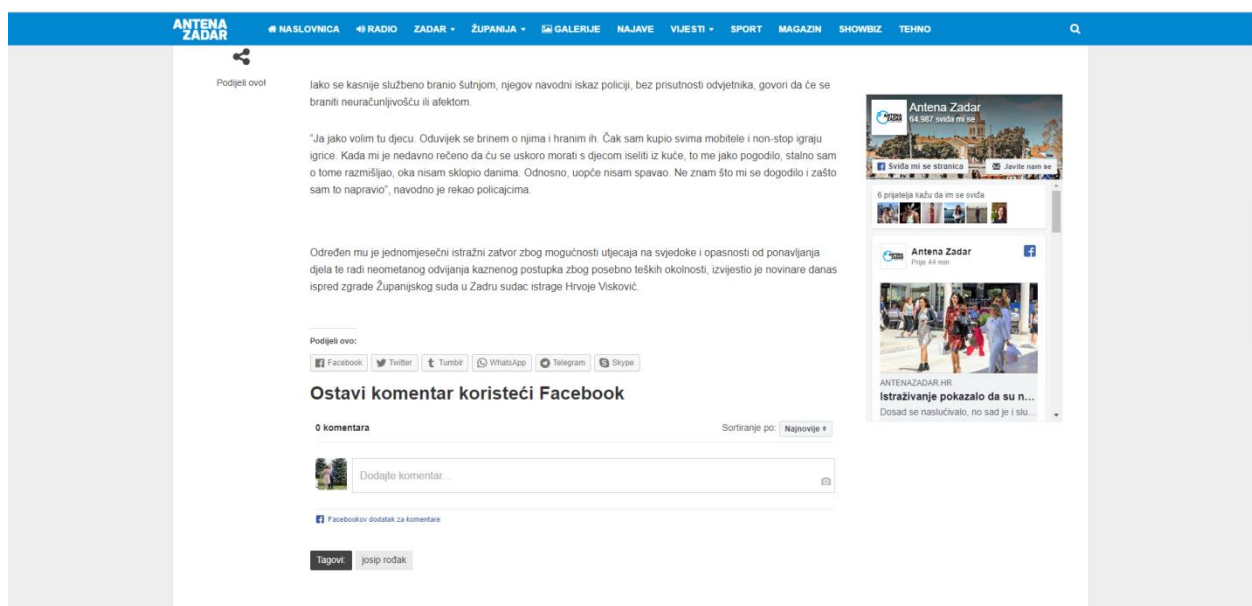 ANTENA
ZADAR
NASLOVNICA RADIO ZADAR ŽUPANIJA GALERIJE NAJAVE VIJESTI SPORT MAGAZIN SHOWBIZ TEHNO
Podijeli ovo!
Iako se kasnije službeno branio šutnjom, njegov navodni iskaz policiji, bez prisutnosti odvjetnika, govori da će se
braniti neuračunljivošću ili afektom.
“Ja jako volim tu djecu. Oduvijek se brinem o njima i hranim ih. Čak sam kupio svima mobitele i non-stop igraju
igrice. Kada mi je nedavno rečeno da ću se uskoro morati s djecom iseliti iz kuće, to me jako pogodilo, stalno sam
o tome razmišljao, oka nisam sklopio danima. Odnosno, uopće nisam spavao. Ne znam što mi se dogodilo i zašto
sam to napravio”, navodno je rekao policajcima.
Određen mu je jednomjesečni istražni zatvor zbog mogućnosti utjecaja na svjedoke i opasnosti od ponavljanja
djela te radi neometanog odvijanja kaznenog postupka zbog posebno teških okolnosti, izvijestio je novinare danas
ispred zgrade Županijskog suda u Zadru sudac istrage Hrvoje Visković.
Podijeli ovo:
Facebook Twitter Tumblr WhatsApp Telegram Skype
Ostavi komentar koristeći Facebook
0 komentara
Sortiranje po: Najnovije
Dodajte komentar...
Facebookov dodatak za komentare
Tagovi: josip rođak
Antena Zadar
64.987 sviđa mi se
Sviđa mi se stranica Javite nam se
6 prijatelja kažu da im se sviđa
Antena Zadar
Prije 44 min
ANTENAZADAR.HR
Istraživanje pokazalo da su n...
Dosad se naslućivalo, no sad je i slu...